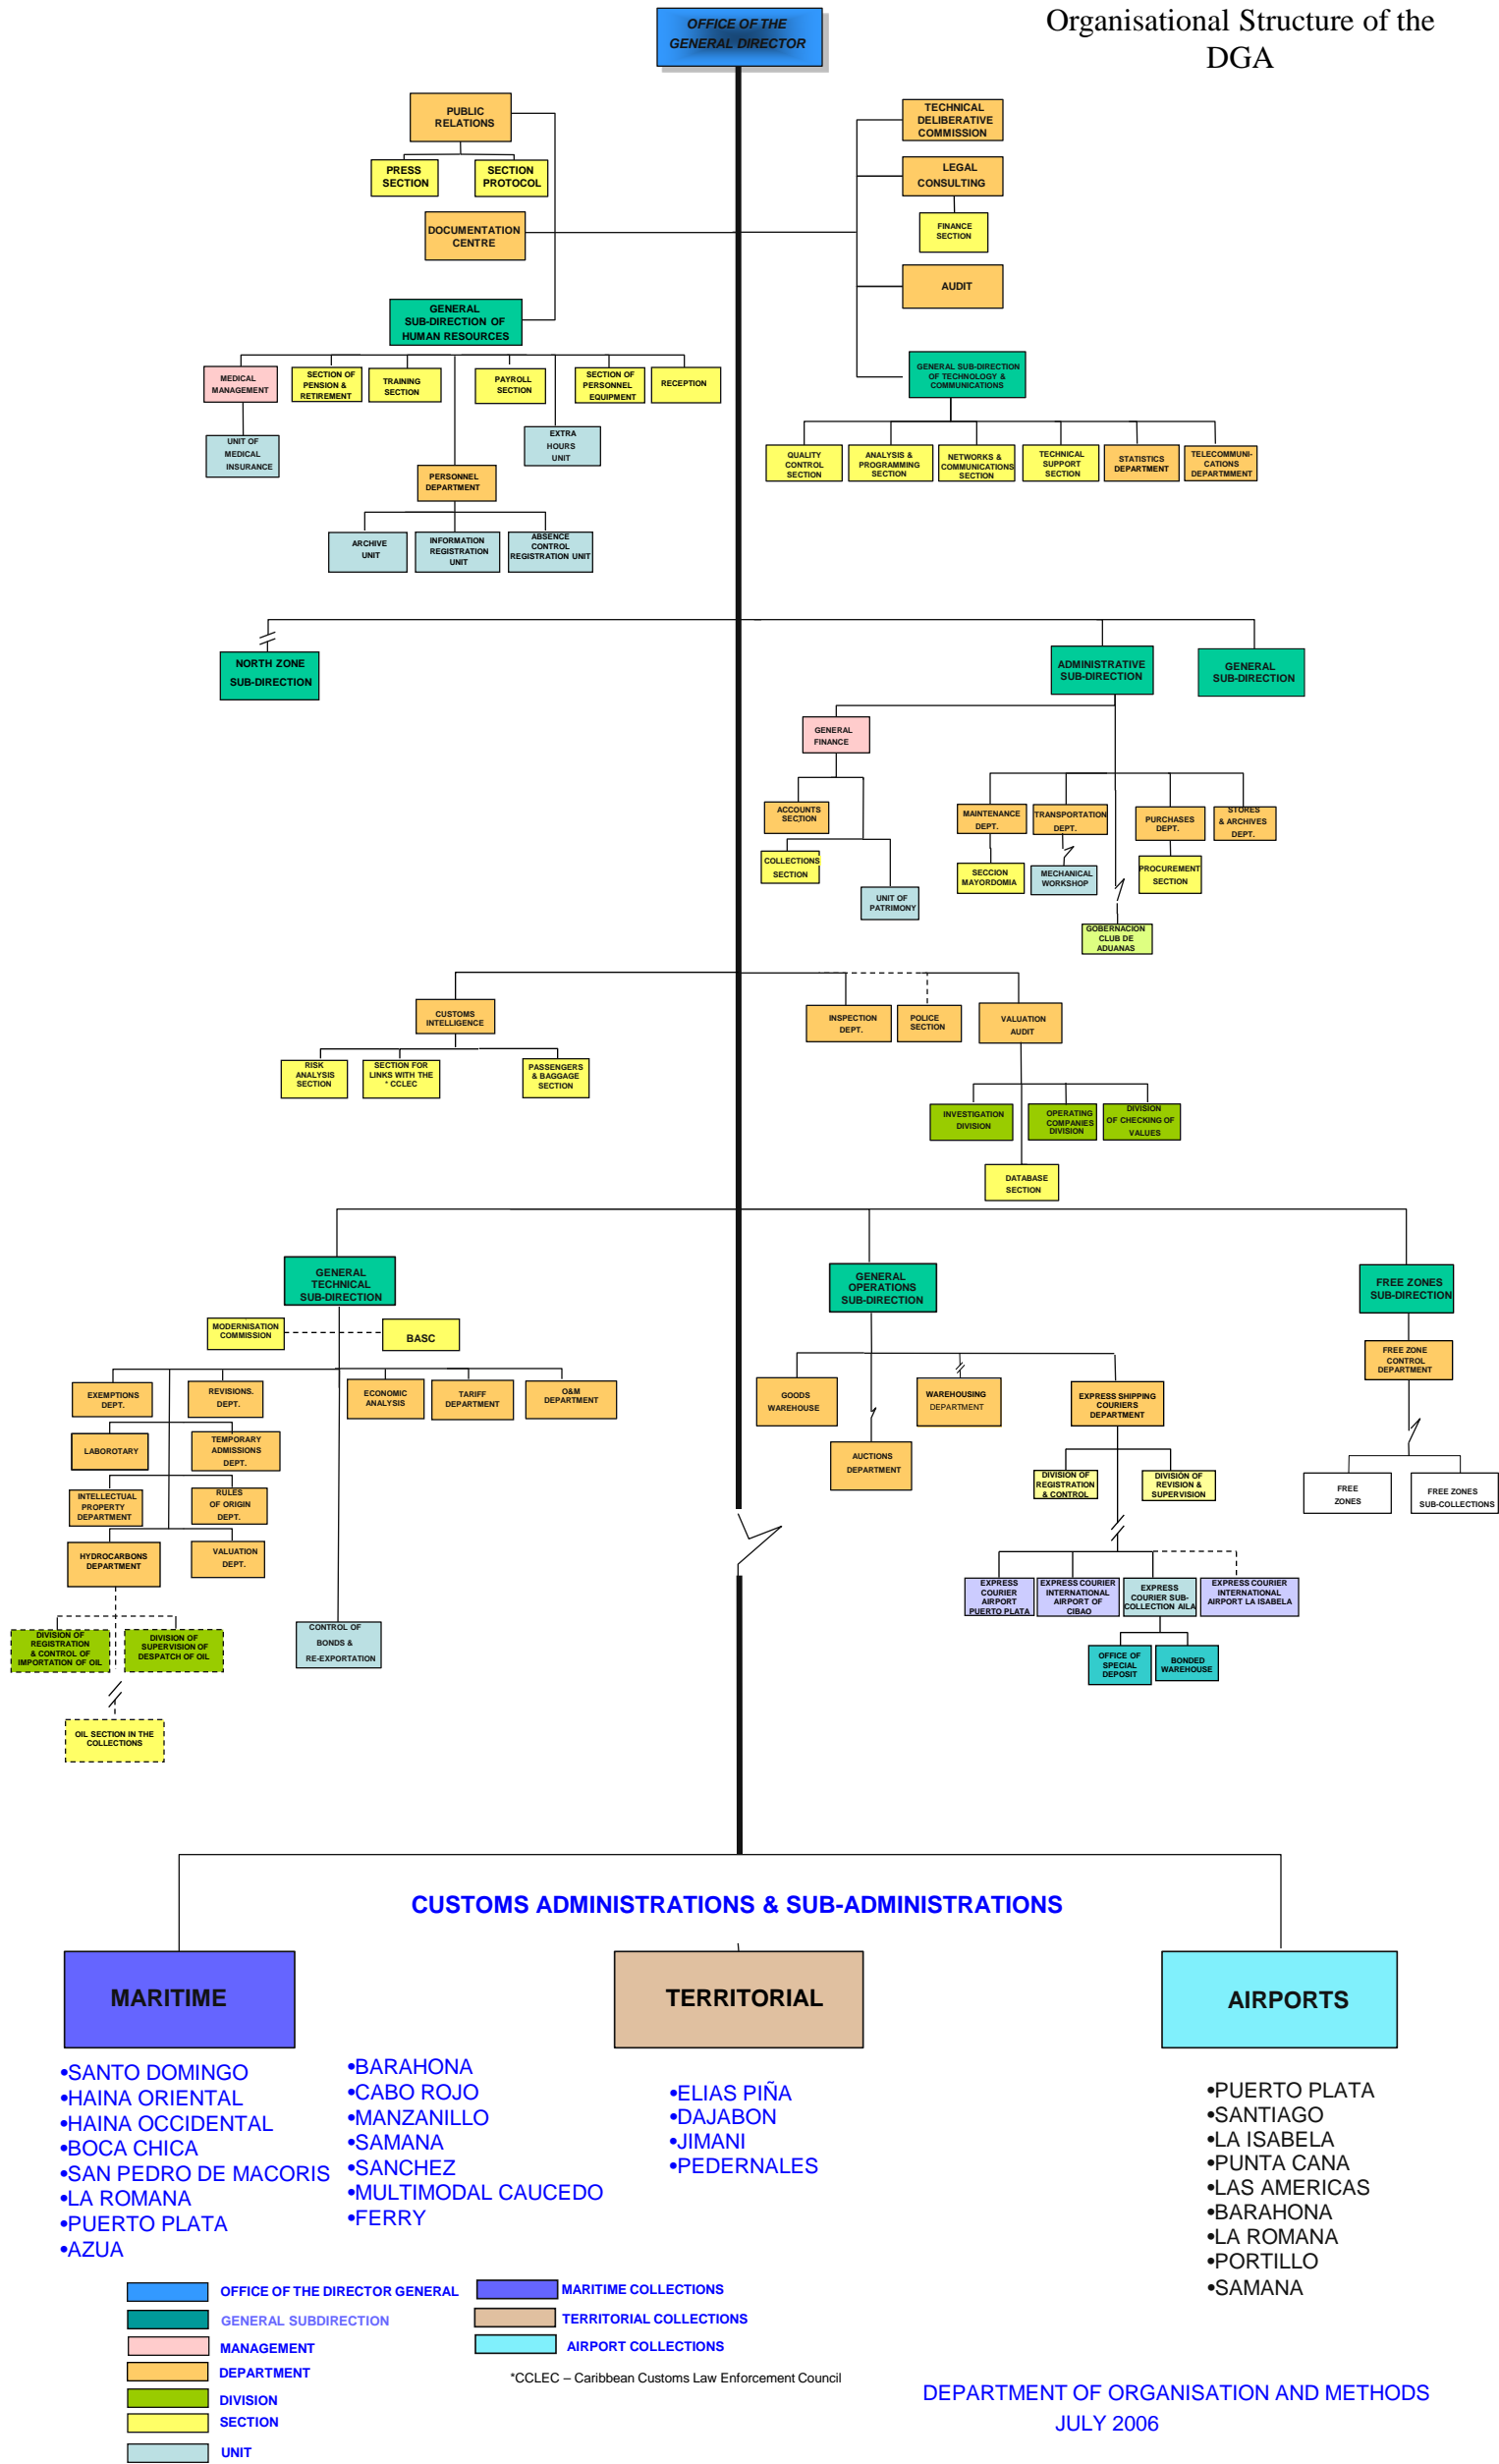 Organisational Structure of the
DGA
OFFICE OF THE
GENERAL DIRECTOR
PUBLIC
RELATIONS
PRESS
SECTION
SECTION
PROTOCOL
DOCUMENTATION
CENTRE
TECHNICAL
DELIBERATIVE
COMMISSION
LEGAL
CONSULTING
FINANCE
SECTION
AUDIT
GENERAL
SUB-DIRECTION OF
HUMAN RESOURCES
MEDICAL
MANAGEMENT
SECTION OF
PENSION &
RETIREMENT
TRAINING
SECTION
PAYROLL
SECTION
SECTION OF
PERSONNEL
EQUIPMENT
RECEPTION
UNIT OF
MEDICAL
INSURANCE
EXTRA
HOURS
UNIT
PERSONNEL
DEPARTMENT
ARCHIVE
UNIT
INFORMATION
REGISTRATION
UNIT
ABSENCE
CONTROL
REGISTRATION UNIT
GENERAL SUB-DIRECTION
OF TECHNOLOGY &
COMMUNICATIONS
QUALITY
CONTROL
SECTION
ANALYSIS &
PROGRAMMING
SECTION
NETWORKS &
COMMUNICATIONS
SECTION
TECHNICAL
SUPPORT
SECTION
STATISTICS
DEPARTMENT
TELECOMMUNI-
CATIONS
DEPARTMMENT
NORTH ZONE
SUB-DIRECTION
ADMINISTRATIVE
SUB-DIRECTION
GENERAL
SUB-DIRECTION
GENERAL
FINANCE
ACCOUNTS
SECTION
COLLECTIONS
SECTION
UNIT OF
PATRIMONY
MAINTENANCE
DEPT.
TRANSPORTATION
DEPT.
PURCHASES
DEPT.
STORES
& ARCHIVES
DEPT.
SECCION
MAYORDOMIA
MECHANICAL
WORKSHOP
PROCUREMENT
SECTION
GOBERNACION
CLUB DE
ADUANAS
CUSTOMS
INTELLIGENCE
RISK
ANALYSIS
SECTION
SECTION FOR
LINKS WITH THE
* CCLEC
PASSENGERS
& BAGGAGE
SECTION
INSPECTION
DEPT.
POLICE
SECTION
VALUATION
AUDIT
INVESTIGATION
DIVISION
OPERATING
COMPANIES
DIVISION
DIVISION
OF CHECKING OF
VALUES
DATABASE
SECTION
GENERAL
TECHNICAL
SUB-DIRECTION
MODERNISATION
COMMISSION
BASC
EXEMPTIONS
DEPT.
REVISIONS.
DEPT.
ECONOMIC
ANALYSIS
TARIFF
DEPARTMENT
O&M
DEPARTMENT
LABOROTARY
TEMPORARY
ADMISSIONS
DEPT.
INTELLECTUAL
PROPERTY
DEPARTMENT
RULES
OF ORIGIN
DEPT.
HYDROCARBONS
DEPARTMENT
VALUATION
DEPT.
DIVISION OF
REGISTRATION
& CONTROL OF
IMPORTATION OF OIL
DIVISION OF
SUPERVISION OF
DESPATCH OF OIL
CONTROL OF
BONDS &
RE-EXPORTATION
OIL SECTION IN THE
COLLECTIONS
GENERAL
OPERATIONS
SUB-DIRECTION
GOODS
WAREHOUSE
AUCTIONS
DEPARTMENT
WAREHOUSING
DEPARTMENT
EXPRESS SHIPPING
COURIERS
DEPARTMENT
DIVISION OF
REGISTRATION
& CONTROL
DIVISION OF
REVISION &
SUPERVISION
EXPRESS
COURIER
AIRPORT
PUERTO PLATA
EXPRESS COURIER
INTERNATIONAL
AIRPORT OF
CIBAO
EXPRESS
COURIER SUB-
COLLECTION AILA
EXPRESS COURIER
INTERNATIONAL
AIRPORT LA ISABELA
OFFICE OF
SPECIAL
DEPOSIT
BONDED
WAREHOUSE
FREE ZONES
SUB-DIRECTION
FREE ZONE
CONTROL
DEPARTMENT
FREE
ZONES
FREE ZONES
SUB-COLLECTIONS
CUSTOMS ADMINISTRATIONS & SUB-ADMINISTRATIONS
MARITIME
•SANTO DOMINGO
•HAINA ORIENTAL
•HAINA OCCIDENTAL
•BOCA CHICA
•SAN PEDRO DE MACORIS
•LA ROMANA
•PUERTO PLATA
•AZUA
•BARAHONA
•CABO ROJO
•MANZANILLO
•SAMANA
•SANCHEZ
•MULTIMODAL CAUCEDO
•FERRY
TERRITORIAL
•ELIAS PIÑA
•DAJABON
•JIMANI
•PEDERNALES
AIRPORTS
•PUERTO PLATA
•SANTIAGO
•LA ISABELA
•PUNTA CANA
•LAS AMERICAS
•BARAHONA
•LA ROMANA
•PORTILLO
•SAMANA
OFFICE OF THE DIRECTOR GENERAL
GENERAL SUBDIRECTION
MANAGEMENT
DEPARTMENT
DIVISION
SECTION
UNIT
MARITIME COLLECTIONS
TERRITORIAL COLLECTIONS
AIRPORT COLLECTIONS
*CCLEC – Caribbean Customs Law Enforcement Council
DEPARTMENT OF ORGANISATION AND METHODS
JULY 2006